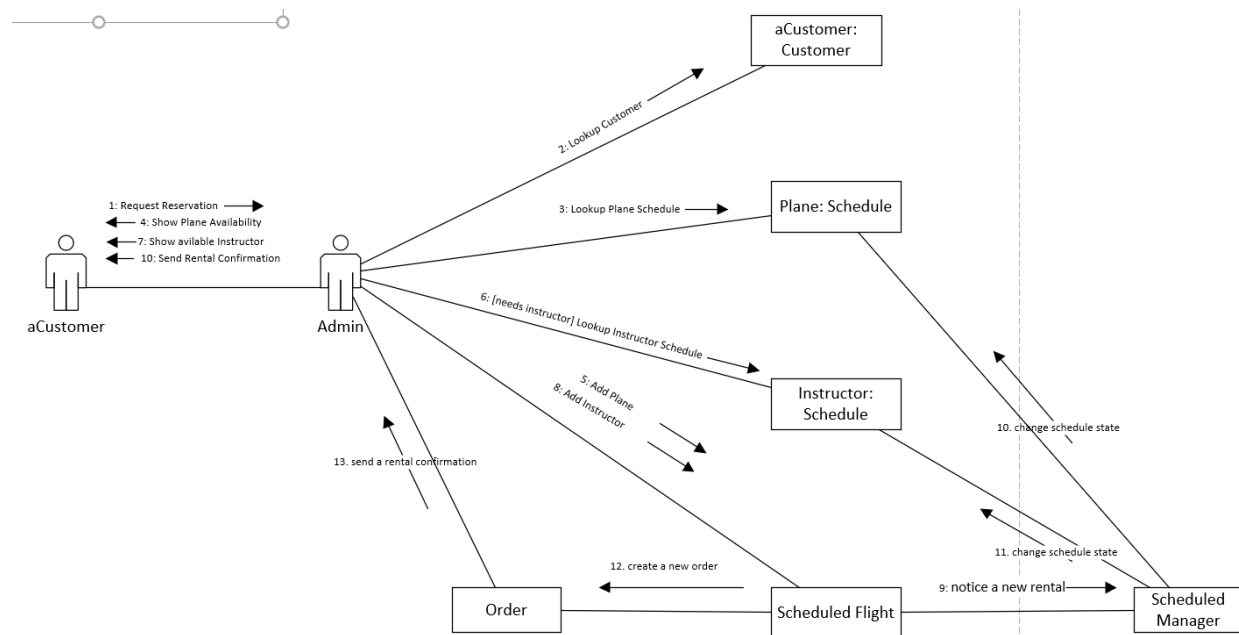 aCustomer:
Customer
2: Lookup Customer
1: Request Reservation
4: Show Plane Availability
7: Show avilable Instructor
10: Send Rental Confirmation
3: Lookup Plane Schedule
Plane: Schedule
aCustomer
Admin
6: [needs instructor] Lookup Instructor Schedule
5: Add Plane
8: Add Instructor
Instructor:
Schedule
10. change schedule state
13. send a rental confirmation
11. change schedule state
12. create a new order
9: notice a new rental
Order
Scheduled Flight
Scheduled
Manager